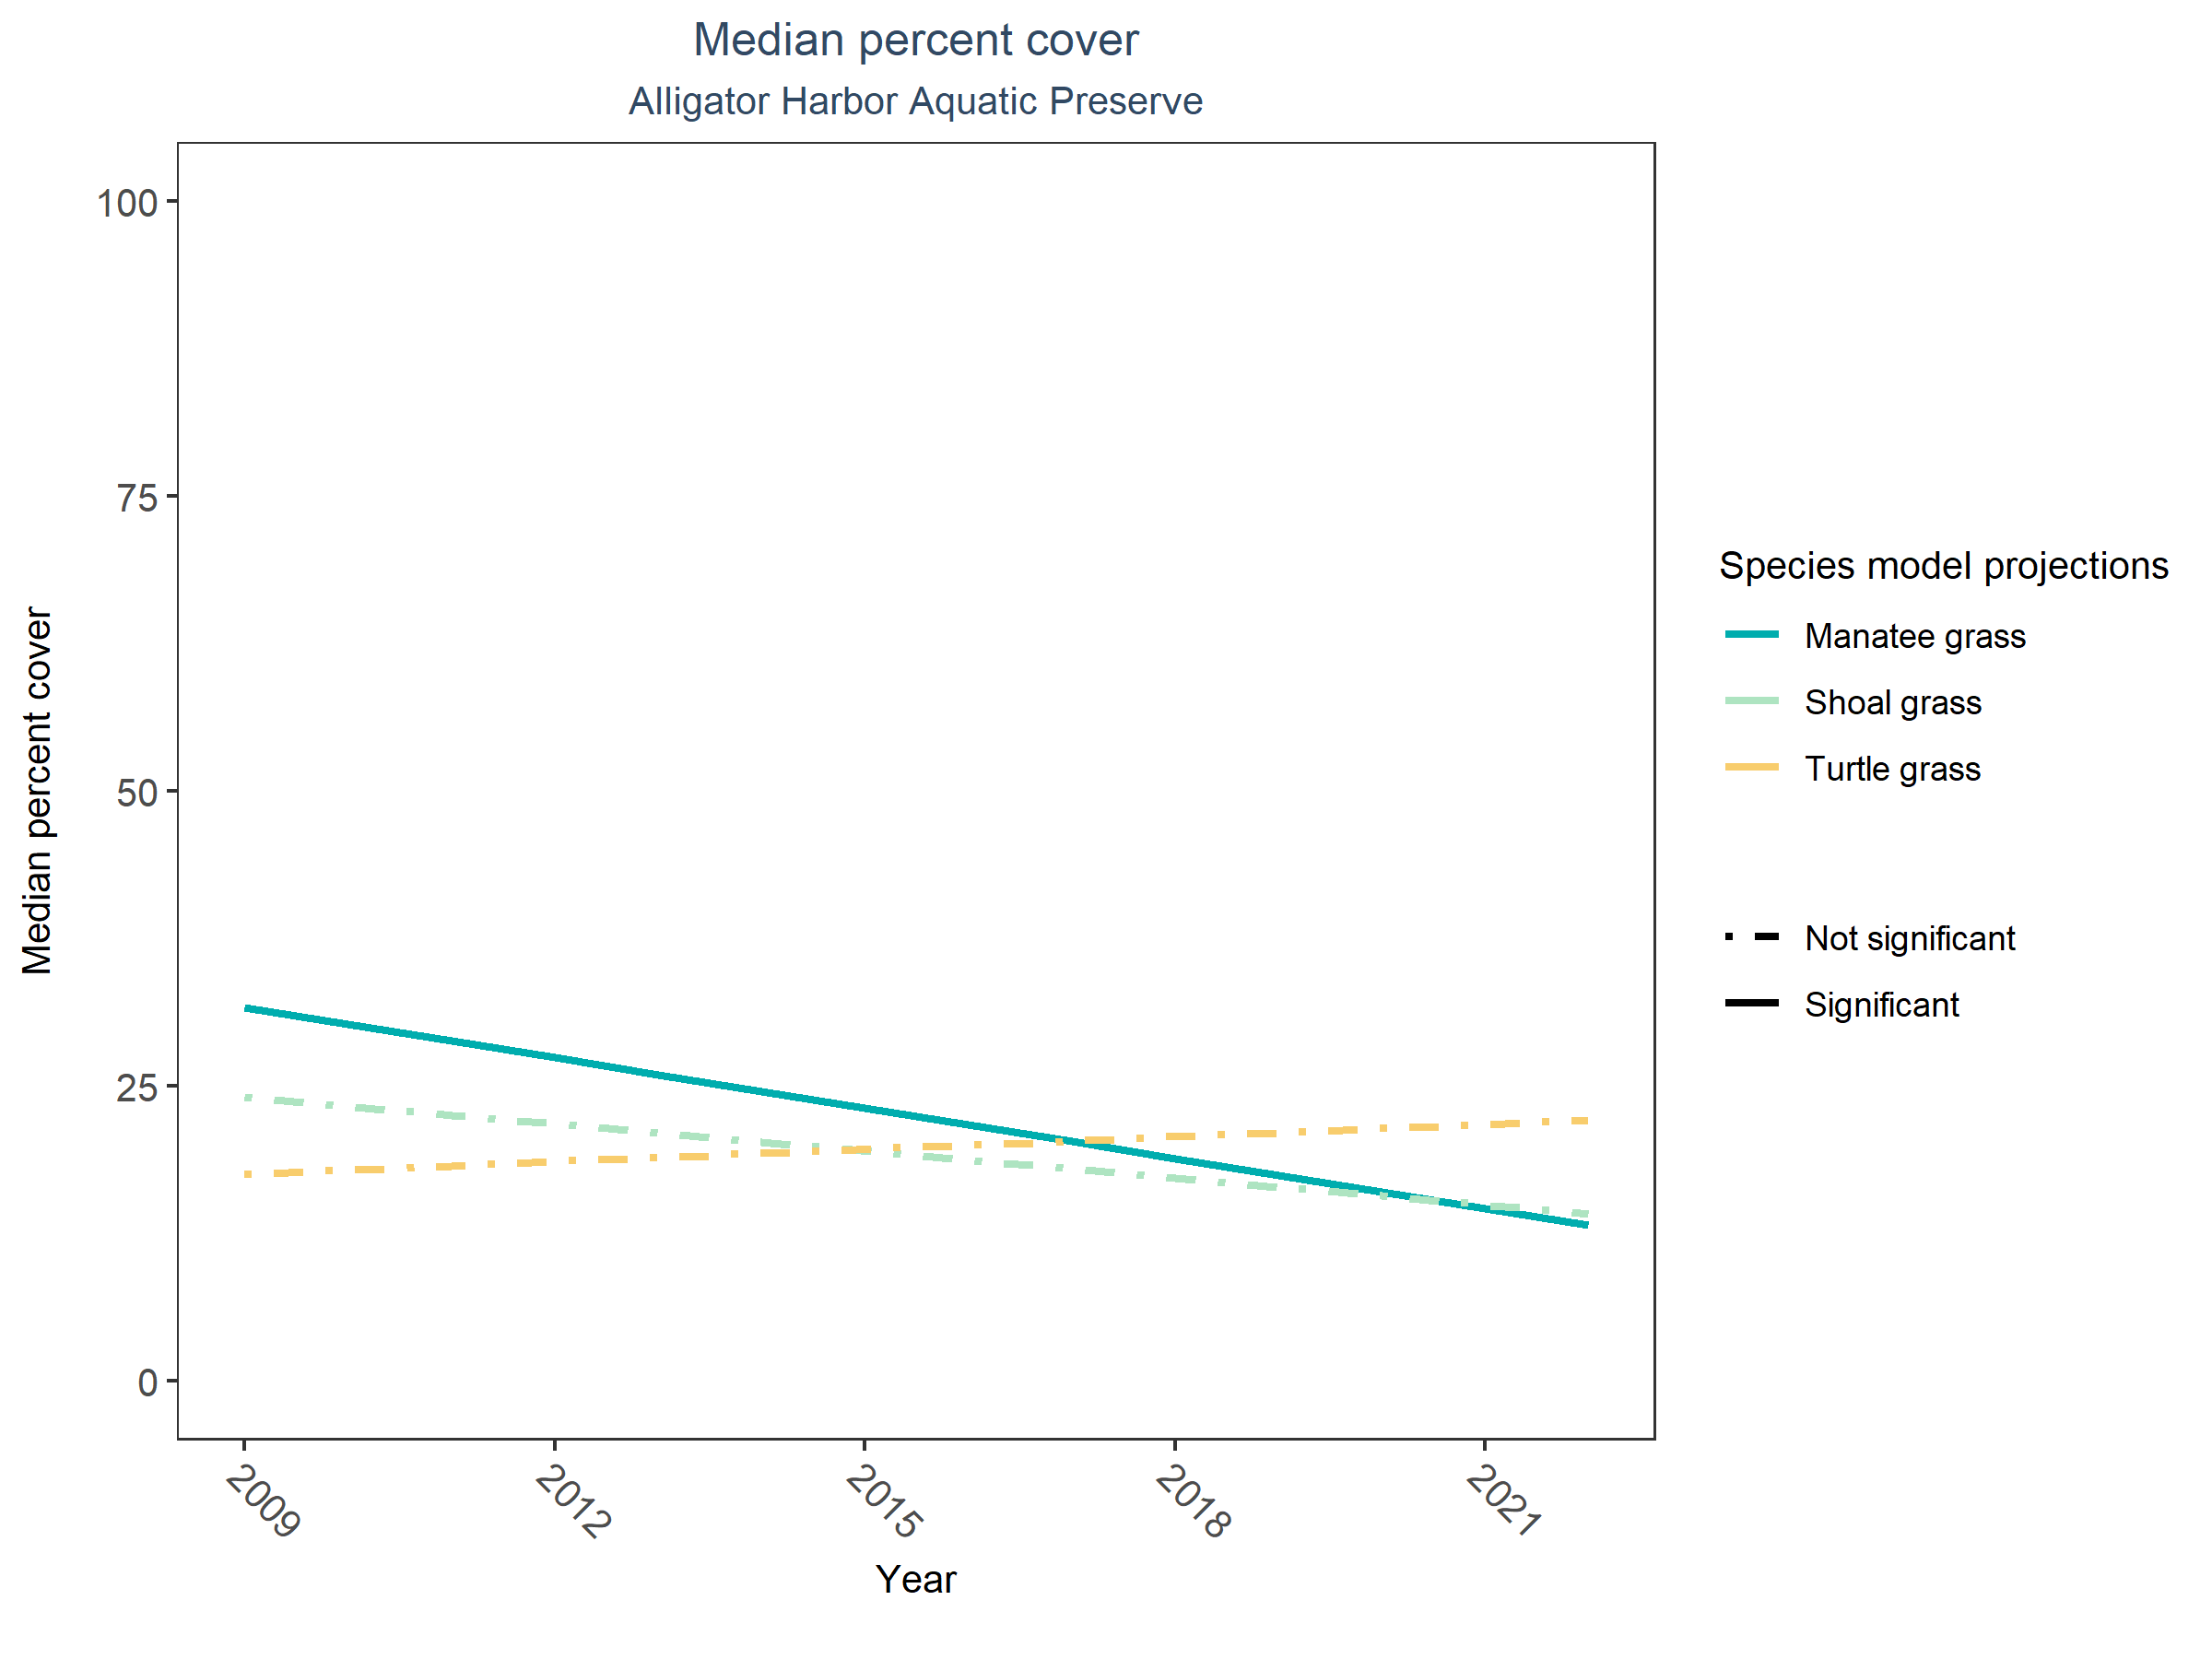 Median percent cover
Alligator Harbor Aquatic Preserve
Median percent cover
100
75
50
25
0
2009
2012
2015
2018
2021
Year
Species model projections
Manatee grass
Shoal grass
Turtle grass
Not significant
Significant